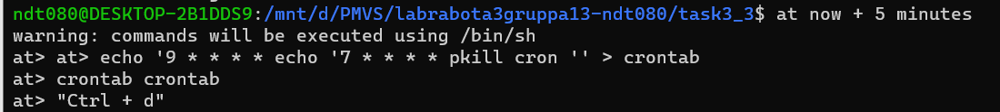 ndt080@DESKTOP-2B1DDS9:/mnt/d/PMVS/labrabota3gruppa13-ndt080/task3_3$ at now + 5 minutes
warning: commands will be executed using /bin/sh
at> at> echo '9 * * * * echo '7 * * * * pkill cron '' > crontab
at> crontab crontab
at> "Ctrl + d"